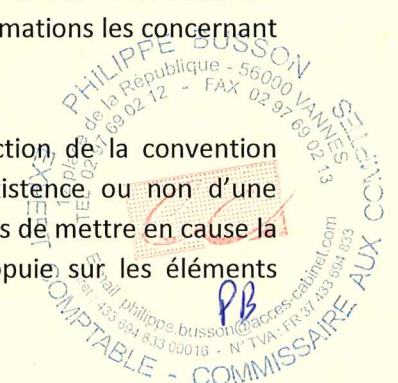 mations les concernant
ction de la convention
istence ou non d'une
s de mettre en cause la
puie sur les éléments
PHILIPPE BUSSON
EXPERT COMPTABLE - COMMISSAIRE AUX COMPTES
place de la République - 56000 VANNES
TEL 02 97 69 02 12 - FAX 02 97 69 02 13
Email philippe.busson@acces-cabinet.com
433 694 833 00016 - N° TVA : FR 37 433 694 833
PB